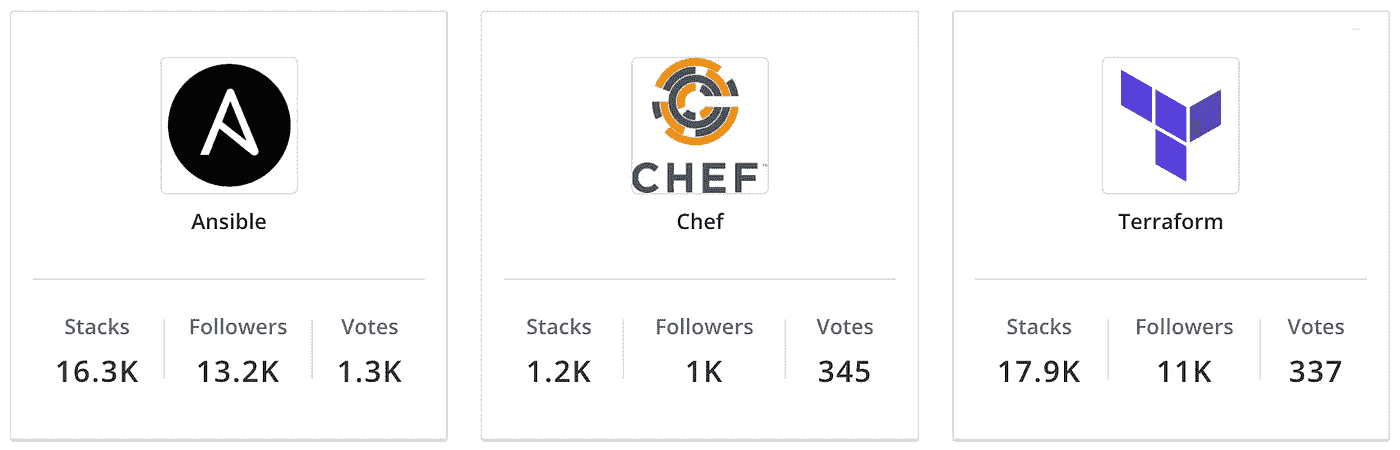 CHEF™
Ansible
Chef
Terraform
Stacks
Followers
Votes
16.3K
13.2K
1.3K
Stacks
Followers
Votes
1.2K
1K
345
Stacks
Followers
Votes
17.9K
11K
337